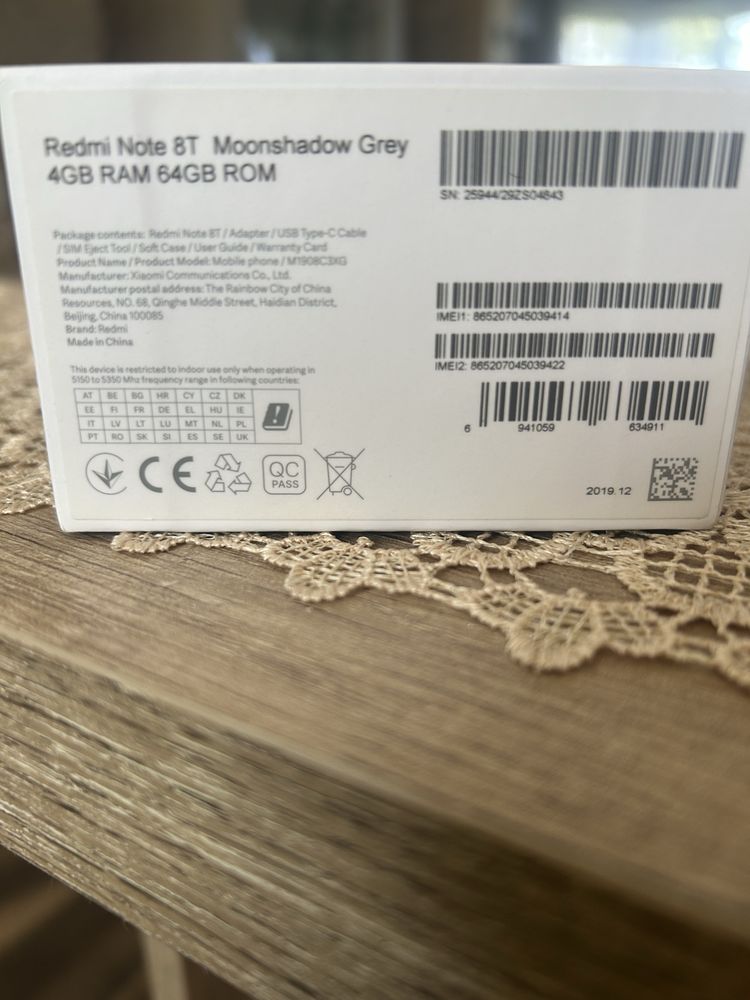 Redmi Note 8T Moonshadow Grey
4GB RAM 64GB ROM
SN: 25944/29ZS04843
Package contents: Redmi Note 8T / Adapter / USB Type-C Cable
/ SIM Eject Tool / Soft Case / User Guide / Warranty Card
Product Name / Product Model: Mobile phone / M1908C3XG
Manufacturer: Xiaomi Communications Co., Ltd.
Manufacturer postal address: The Rainbow City of China
Resources, NO. 68, Qinghe Middle Street, Haidian District,
Beijing, China 100085
Brand: Redmi
Made in China
IMEI1: 865207045039414
IMEI2: 865207045039422
6 941059 634911
This device is restricted to indoor use only when operating in
5150 to 5350 Mhz frequency range in following countries:
AT BE BG HR CY CZ DK
EE FI FR DE EL HU IE
IT LV LT LU MT NL PL
PT RO SK SI ES SE UK
CE
QC
PASS
2019.12